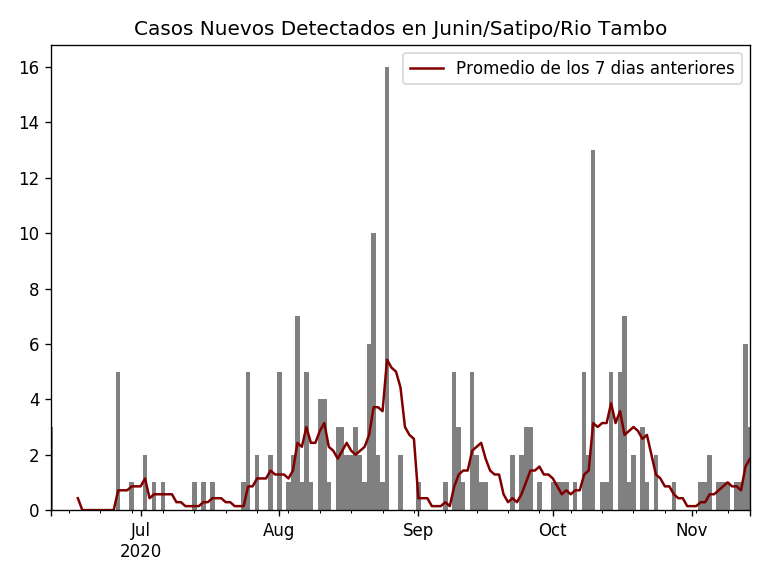 Casos Nuevos Detectados en Junin/Satipo/Rio Tambo
Promedio de los 7 dias anteriores
16
14
12
10
8
6
4
2
0
Jul
2020
Aug
Sep
Oct
Nov